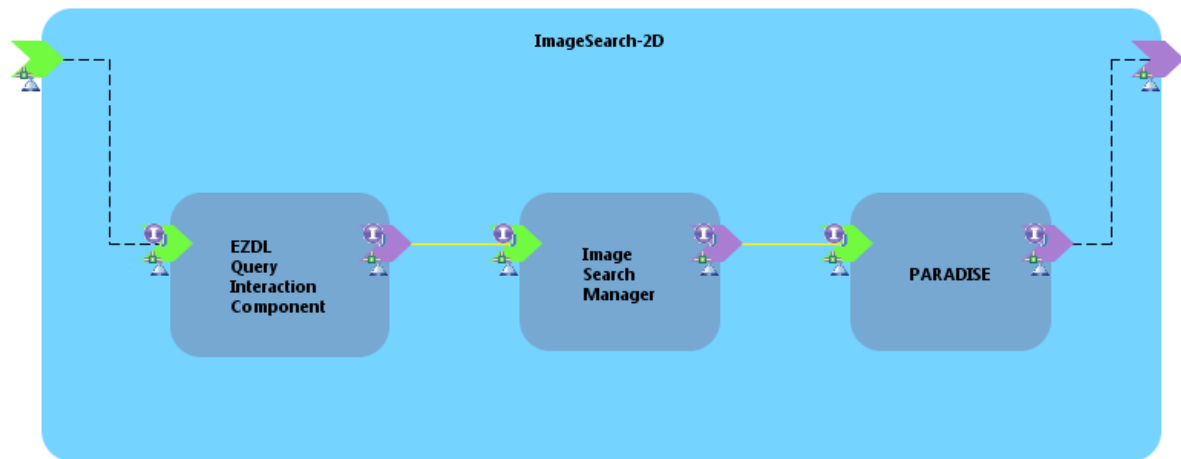 ImageSearch-2D
EZDL
Query
Interaction
Component
Image
Search
Manager
PARADISE